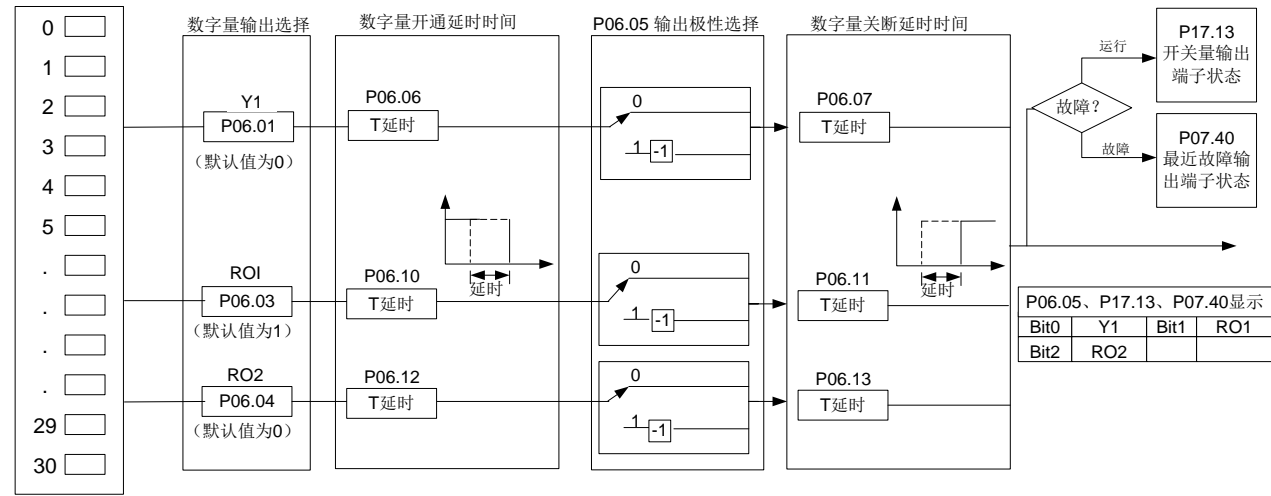 0
1
2
3
4
5
.
.
.
.
29
30
数字量输出选择
Y1
P06.01
（默认值为0）
ROI
P06.03
（默认值为1）
RO2
P06.04
（默认值为0）
数字量开通延时时间
P06.06
T延时
延时
P06.10
T延时
P06.12
T延时
P06.05 输出极性选择
0
1 -1
0
1 -1
0
1 -1
数字量关断延时时间
P06.07
T延时
延时
P06.11
T延时
P06.13
T延时
故障？
运行
故障
P17.13
开关量输出
端子状态
P07.40
最近故障输
出端子状态
P06.05、P17.13、P07.40显示
Bit0 Y1 Bit1 RO1
Bit2 RO2